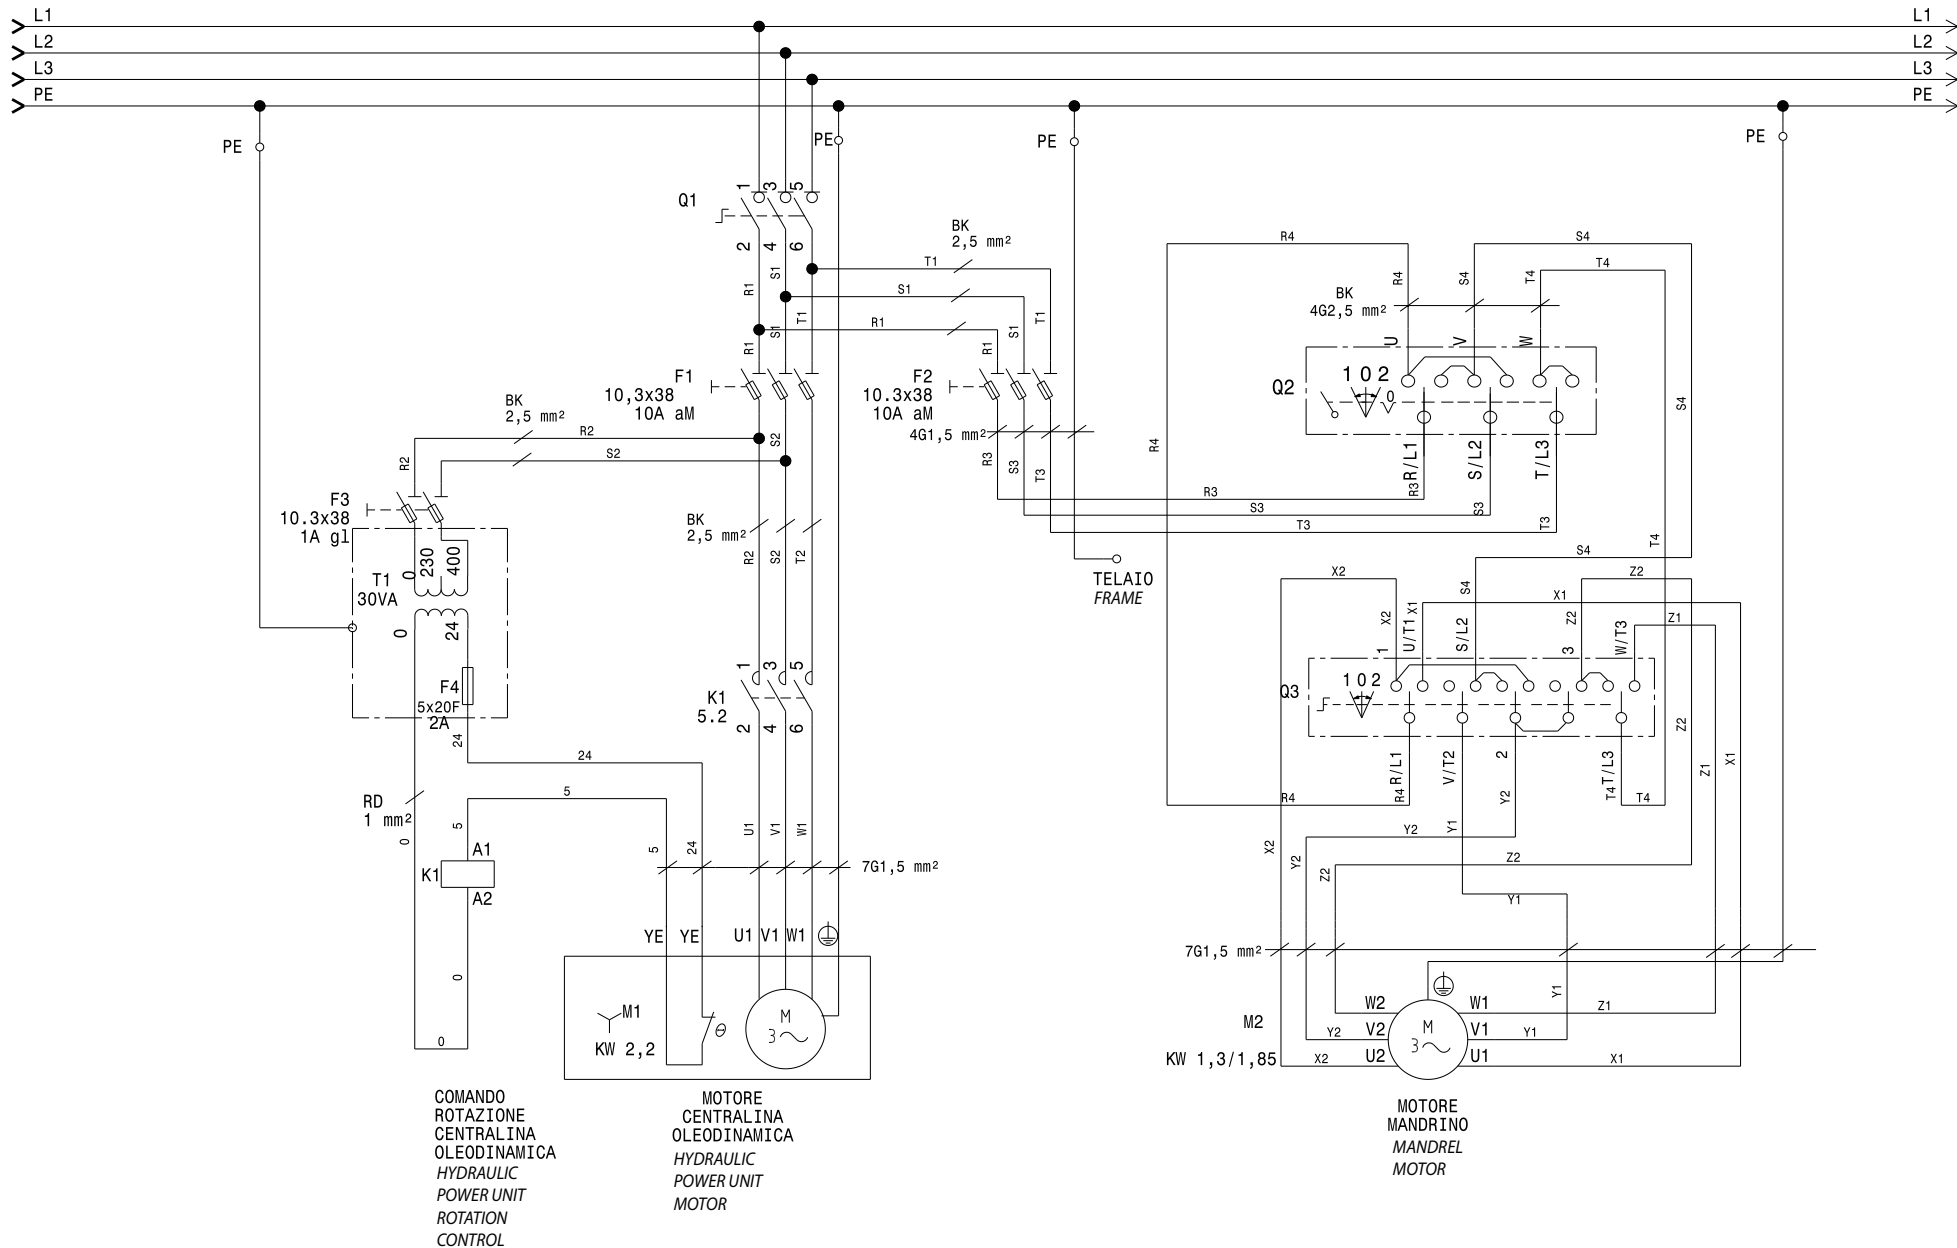 L1
L1
L2
L2
L3
L3
PE
PE
PE
PE
PE
PE
Q1
1 3 5
2 4 6
BK
2,5 mm²
T1
S1
R1
R1
S1
S1
T1
R1
R1
S1
T1
F1
10,3x38
10A aM
F2
10.3x38
10A aM
4G1,5 mm²
R3
S3
T3
R3
S3
T3
R3
S3
T3
BK
2,5 mm²
R2
S2
R2
S2
F3
10.3x38
1A gl
0
230
400
T1
30VA
0
24
F4
5x20F
2A
24
24
5
RD
1 mm²
0
5
A1
K1
A2
0
0
BK
2,5 mm²
R2
S2
T2
1 3 5
K1
5.2
2 4 6
U1
V1
W1
5
24
7G1,5 mm²
YE
YE
U1
V1
W1
M1
KW 2,2
M
3
θ
TELAIO
FRAME
R4
S4
T4
R4
S4
T4
BK
4G2,5 mm²
U
V
W
Q2
1 0 2
0
R/L1
S/L2
T/L3
R4
S4
T4
S4
X2
Z2
X1
Z1
X2
U/T1
X1
S4
S/L2
Z2
W/T3
1
3
Q3
1 0 2
R/L1
V/T2
2
T/L3
R4
R4
Y2
T4
T4
Z2
Z1
X1
Y1
Y2
Z2
X2
Y2
Z2
Y1
7G1,5 mm²
Y1
M2
KW 1,3/1,85
W2
V2
U2
W1
V1
U1
M
3
Y2
X2
Z1
Y1
X1
COMANDO
ROTAZIONE
CENTRALINA
OLEODINAMICA
HYDRAULIC
POWER UNIT
ROTATION
CONTROL
MOTORE
CENTRALINA
OLEODINAMICA
HYDRAULIC
POWER UNIT
MOTOR
MOTORE
MANDRINO
MANDREL
MOTOR